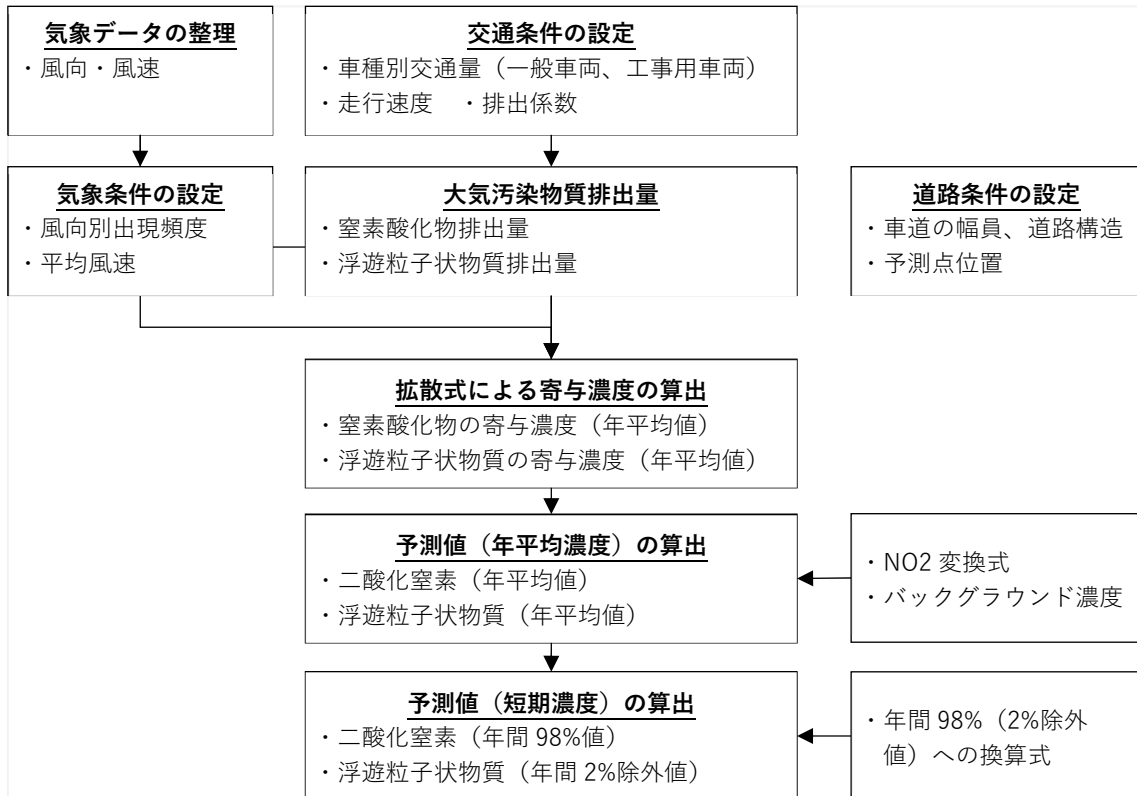 気象データの整理
・風向・風速
交通条件の設定
・車種別交通量（一般車両、工事用車両）
・走行速度　・排出係数
気象条件の設定
・風向別出現頻度
・平均風速
大気汚染物質排出量
・窒素酸化物排出量
・浮遊粒子状物質排出量
道路条件の設定
・車道の幅員、道路構造
・予測点位置
拡散式による寄与濃度の算出
・窒素酸化物の寄与濃度（年平均値）
・浮遊粒子状物質の寄与濃度（年平均値）
予測値（年平均濃度）の算出
・二酸化窒素（年平均値）
・浮遊粒子状物質（年平均値）
・NO2 変換式
・バックグラウンド濃度
予測値（短期濃度）の算出
・二酸化窒素（年間 98%値）
・浮遊粒子状物質（年間 2%除外値）
・年間 98%（2%除外
値）への換算式